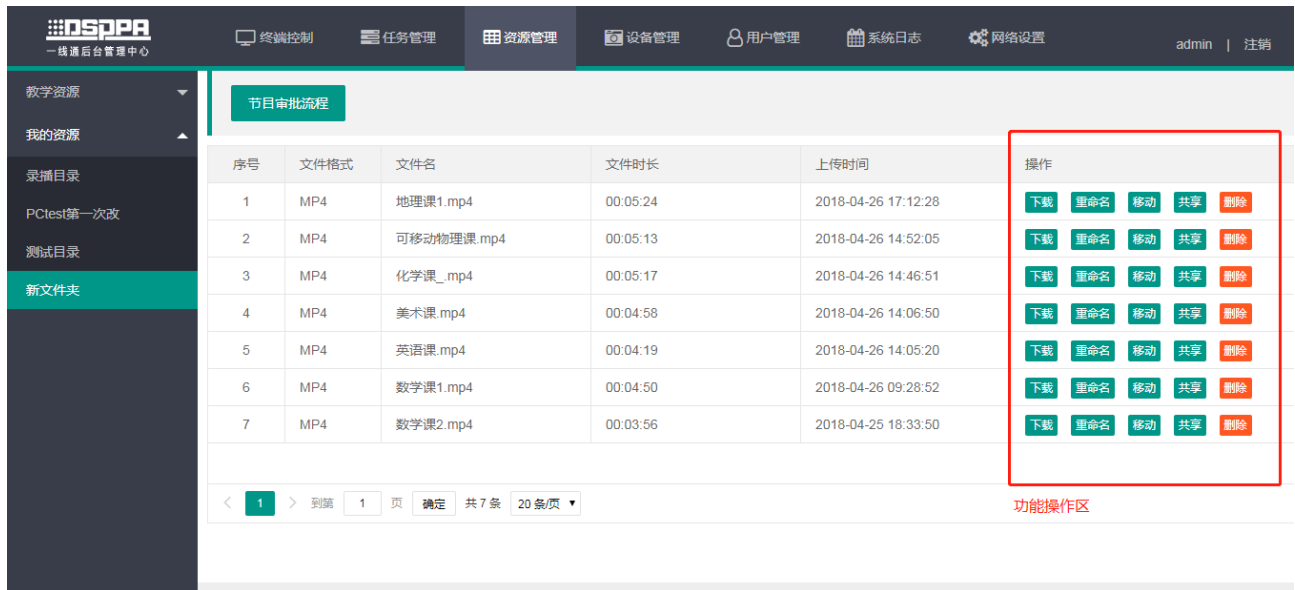 DSPPA
一线通后台管理中心
终端控制 任务管理 资源管理 设备管理 用户管理 系统日志 网络设置 admin | 注销
教学资源
我的资源
录播目录
PCtest第一次改
测试目录
新文件夹
节目审批流程
序号 文件格式 文件名 文件时长 上传时间 操作
1 MP4 地理课1.mp4 00:05:24 2018-04-26 17:12:28 下载 重命名 移动 共享 删除
2 MP4 可移动物理课.mp4 00:05:13 2018-04-26 14:52:05 下载 重命名 移动 共享 删除
3 MP4 化学课_.mp4 00:05:17 2018-04-26 14:46:51 下载 重命名 移动 共享 删除
4 MP4 美术课.mp4 00:04:58 2018-04-26 14:06:50 下载 重命名 移动 共享 删除
5 MP4 英语课.mp4 00:04:19 2018-04-26 14:05:20 下载 重命名 移动 共享 删除
6 MP4 数学课1.mp4 00:04:50 2018-04-26 09:28:52 下载 重命名 移动 共享 删除
7 MP4 数学课2.mp4 00:03:56 2018-04-25 18:33:50 下载 重命名 移动 共享 删除
< 1 > 到第 1 页 确定 共 7 条 20 条/页
功能操作区